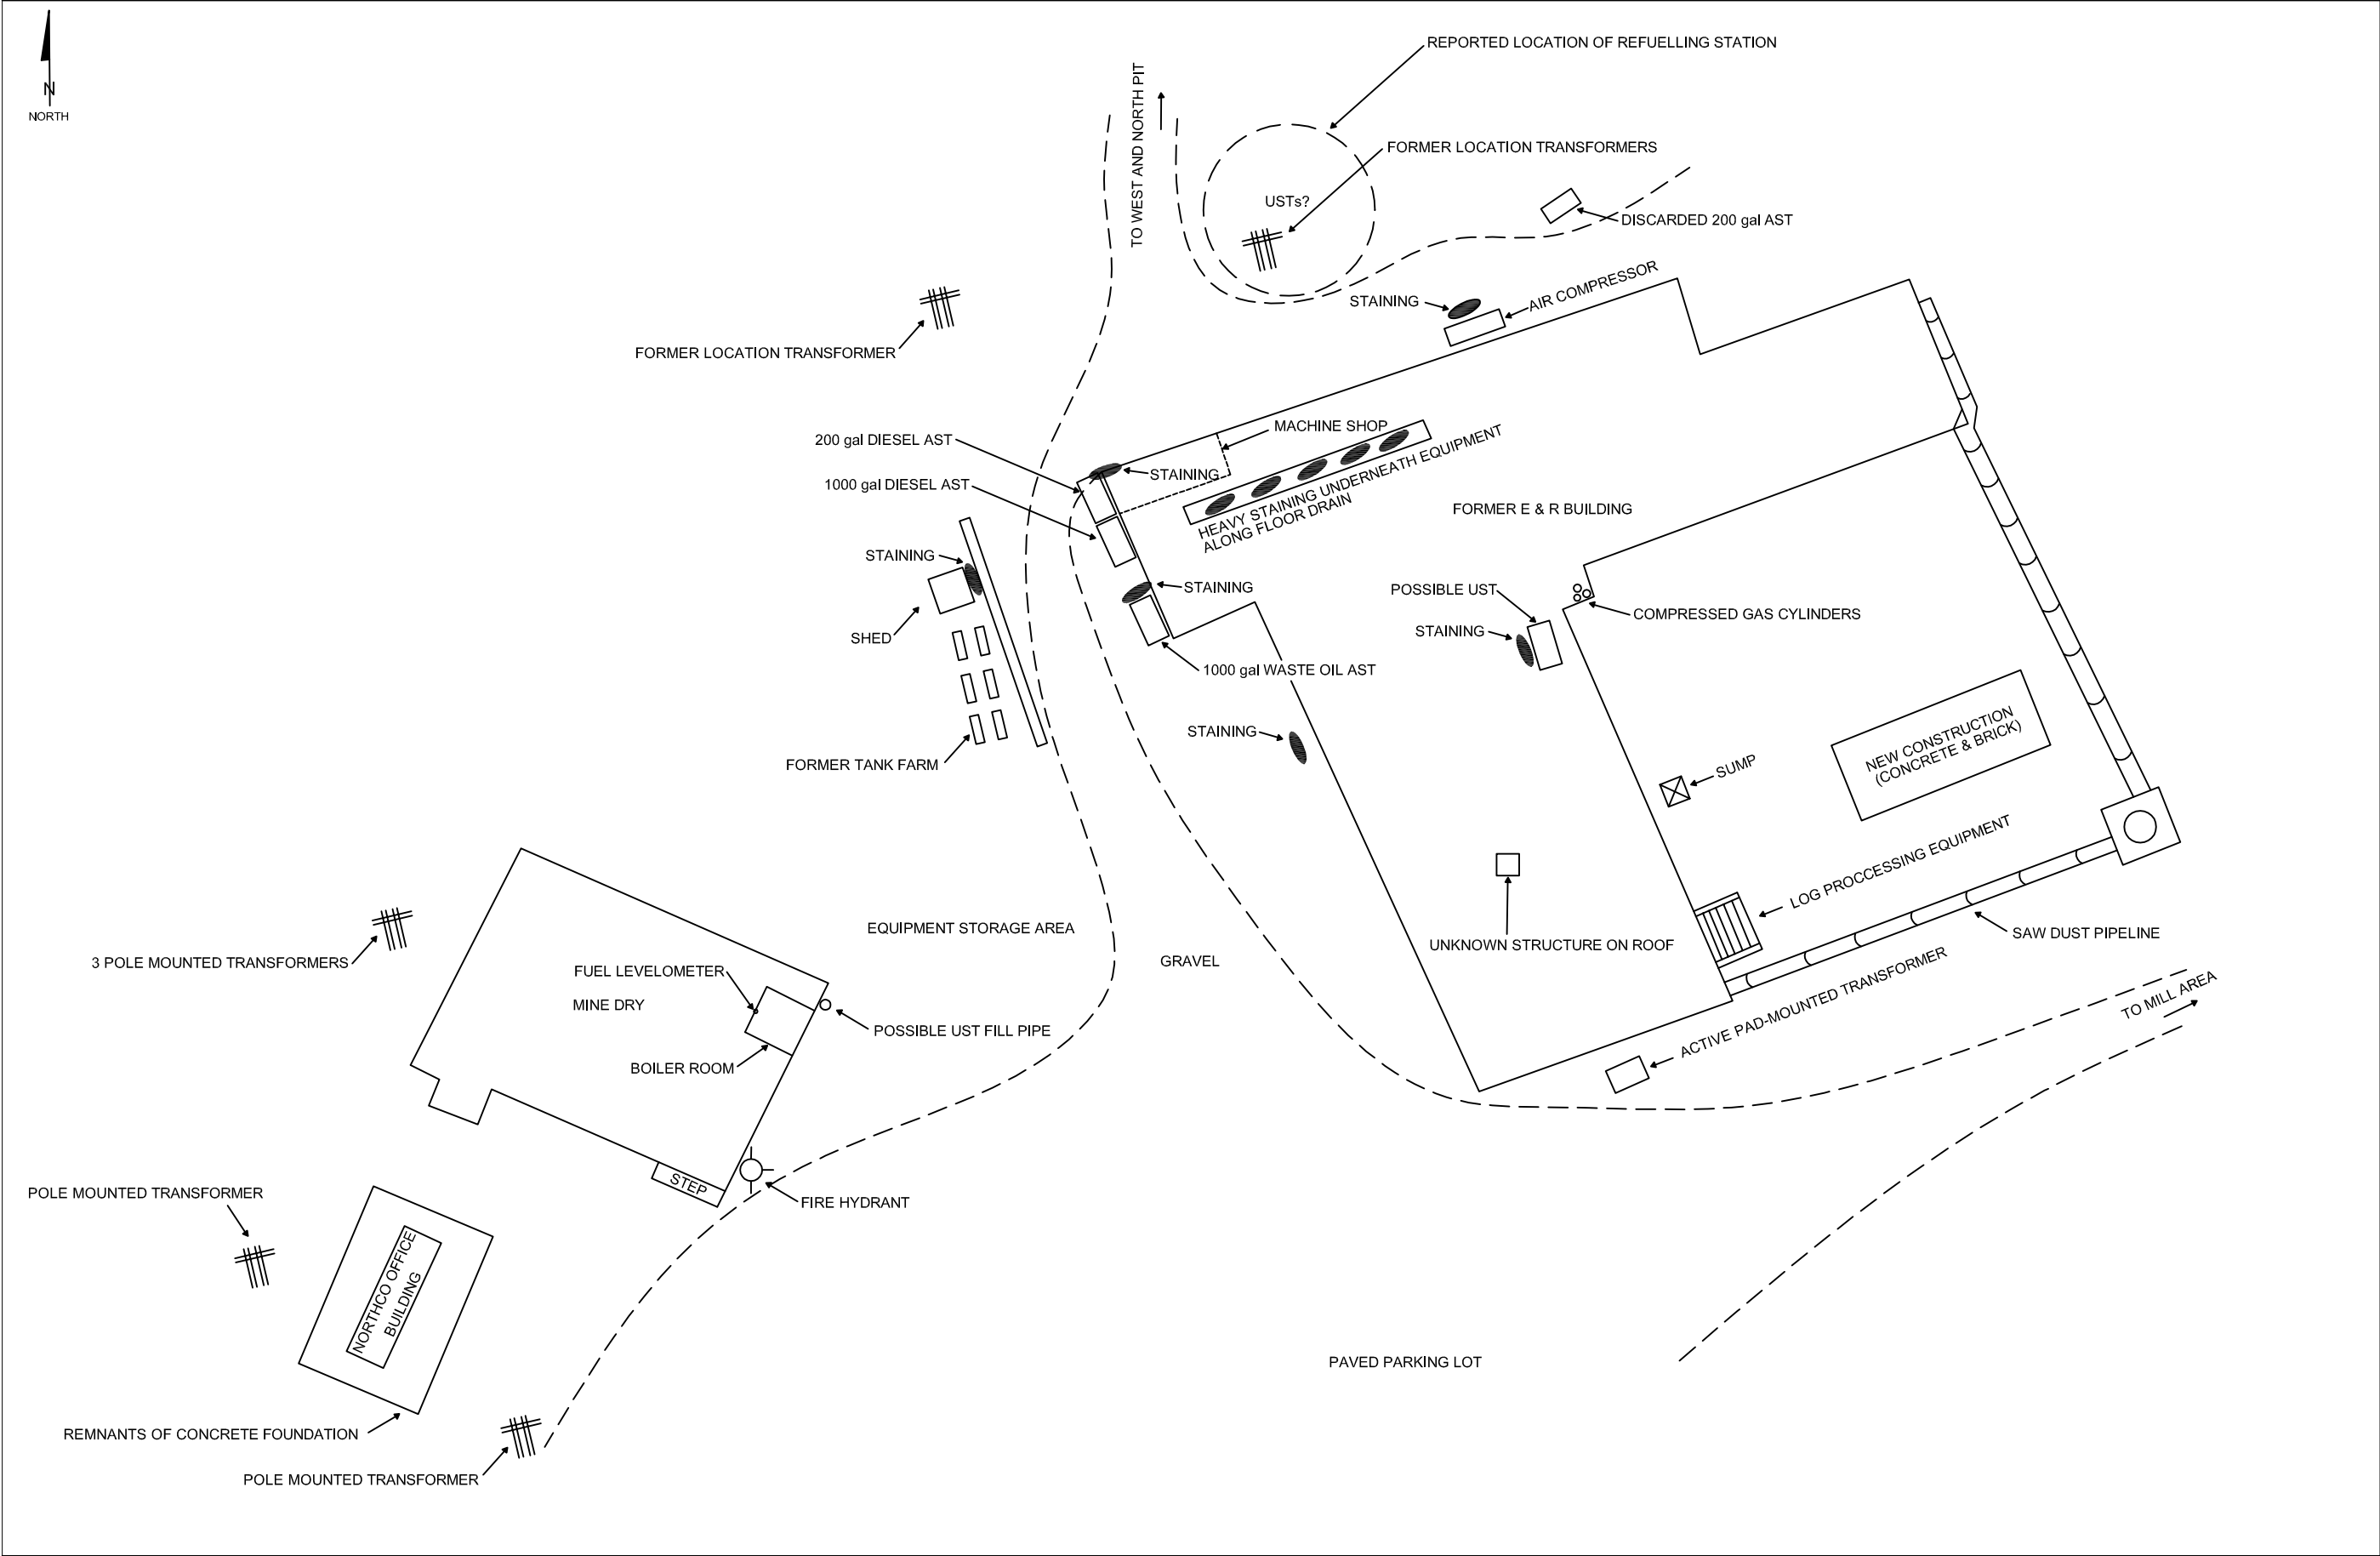 N
NORTH
REPORTED LOCATION OF REFUELLING STATION
TO WEST AND NORTH PIT
FORMER LOCATION TRANSFORMERS
USTs?
DISCARDED 200 gal AST
AIR COMPRESSOR
STAINING
FORMER LOCATION TRANSFORMER
MACHINE SHOP
200 gal DIESEL AST
STAINING
1000 gal DIESEL AST
HEAVY STAINING UNDERNEATH EQUIPMENT
ALONG FLOOR DRAIN
FORMER E & R BUILDING
STAINING
STAINING
POSSIBLE UST
COMPRESSED GAS CYLINDERS
STAINING
SHED
1000 gal WASTE OIL AST
STAINING
NEW CONSTRUCTION
(CONCRETE & BRICK)
FORMER TANK FARM
SUMP
LOG PROCCESSING EQUIPMENT
EQUIPMENT STORAGE AREA
SAW DUST PIPELINE
UNKNOWN STRUCTURE ON ROOF
3 POLE MOUNTED TRANSFORMERS
GRAVEL
FUEL LEVELOMETER
MINE DRY
ACTIVE PAD-MOUNTED TRANSFORMER
TO MILL AREA
POSSIBLE UST FILL PIPE
BOILER ROOM
STEP
POLE MOUNTED TRANSFORMER
FIRE HYDRANT
NORTHCO OFFICE
BUILDING
PAVED PARKING LOT
REMNANTS OF CONCRETE FOUNDATION
POLE MOUNTED TRANSFORMER